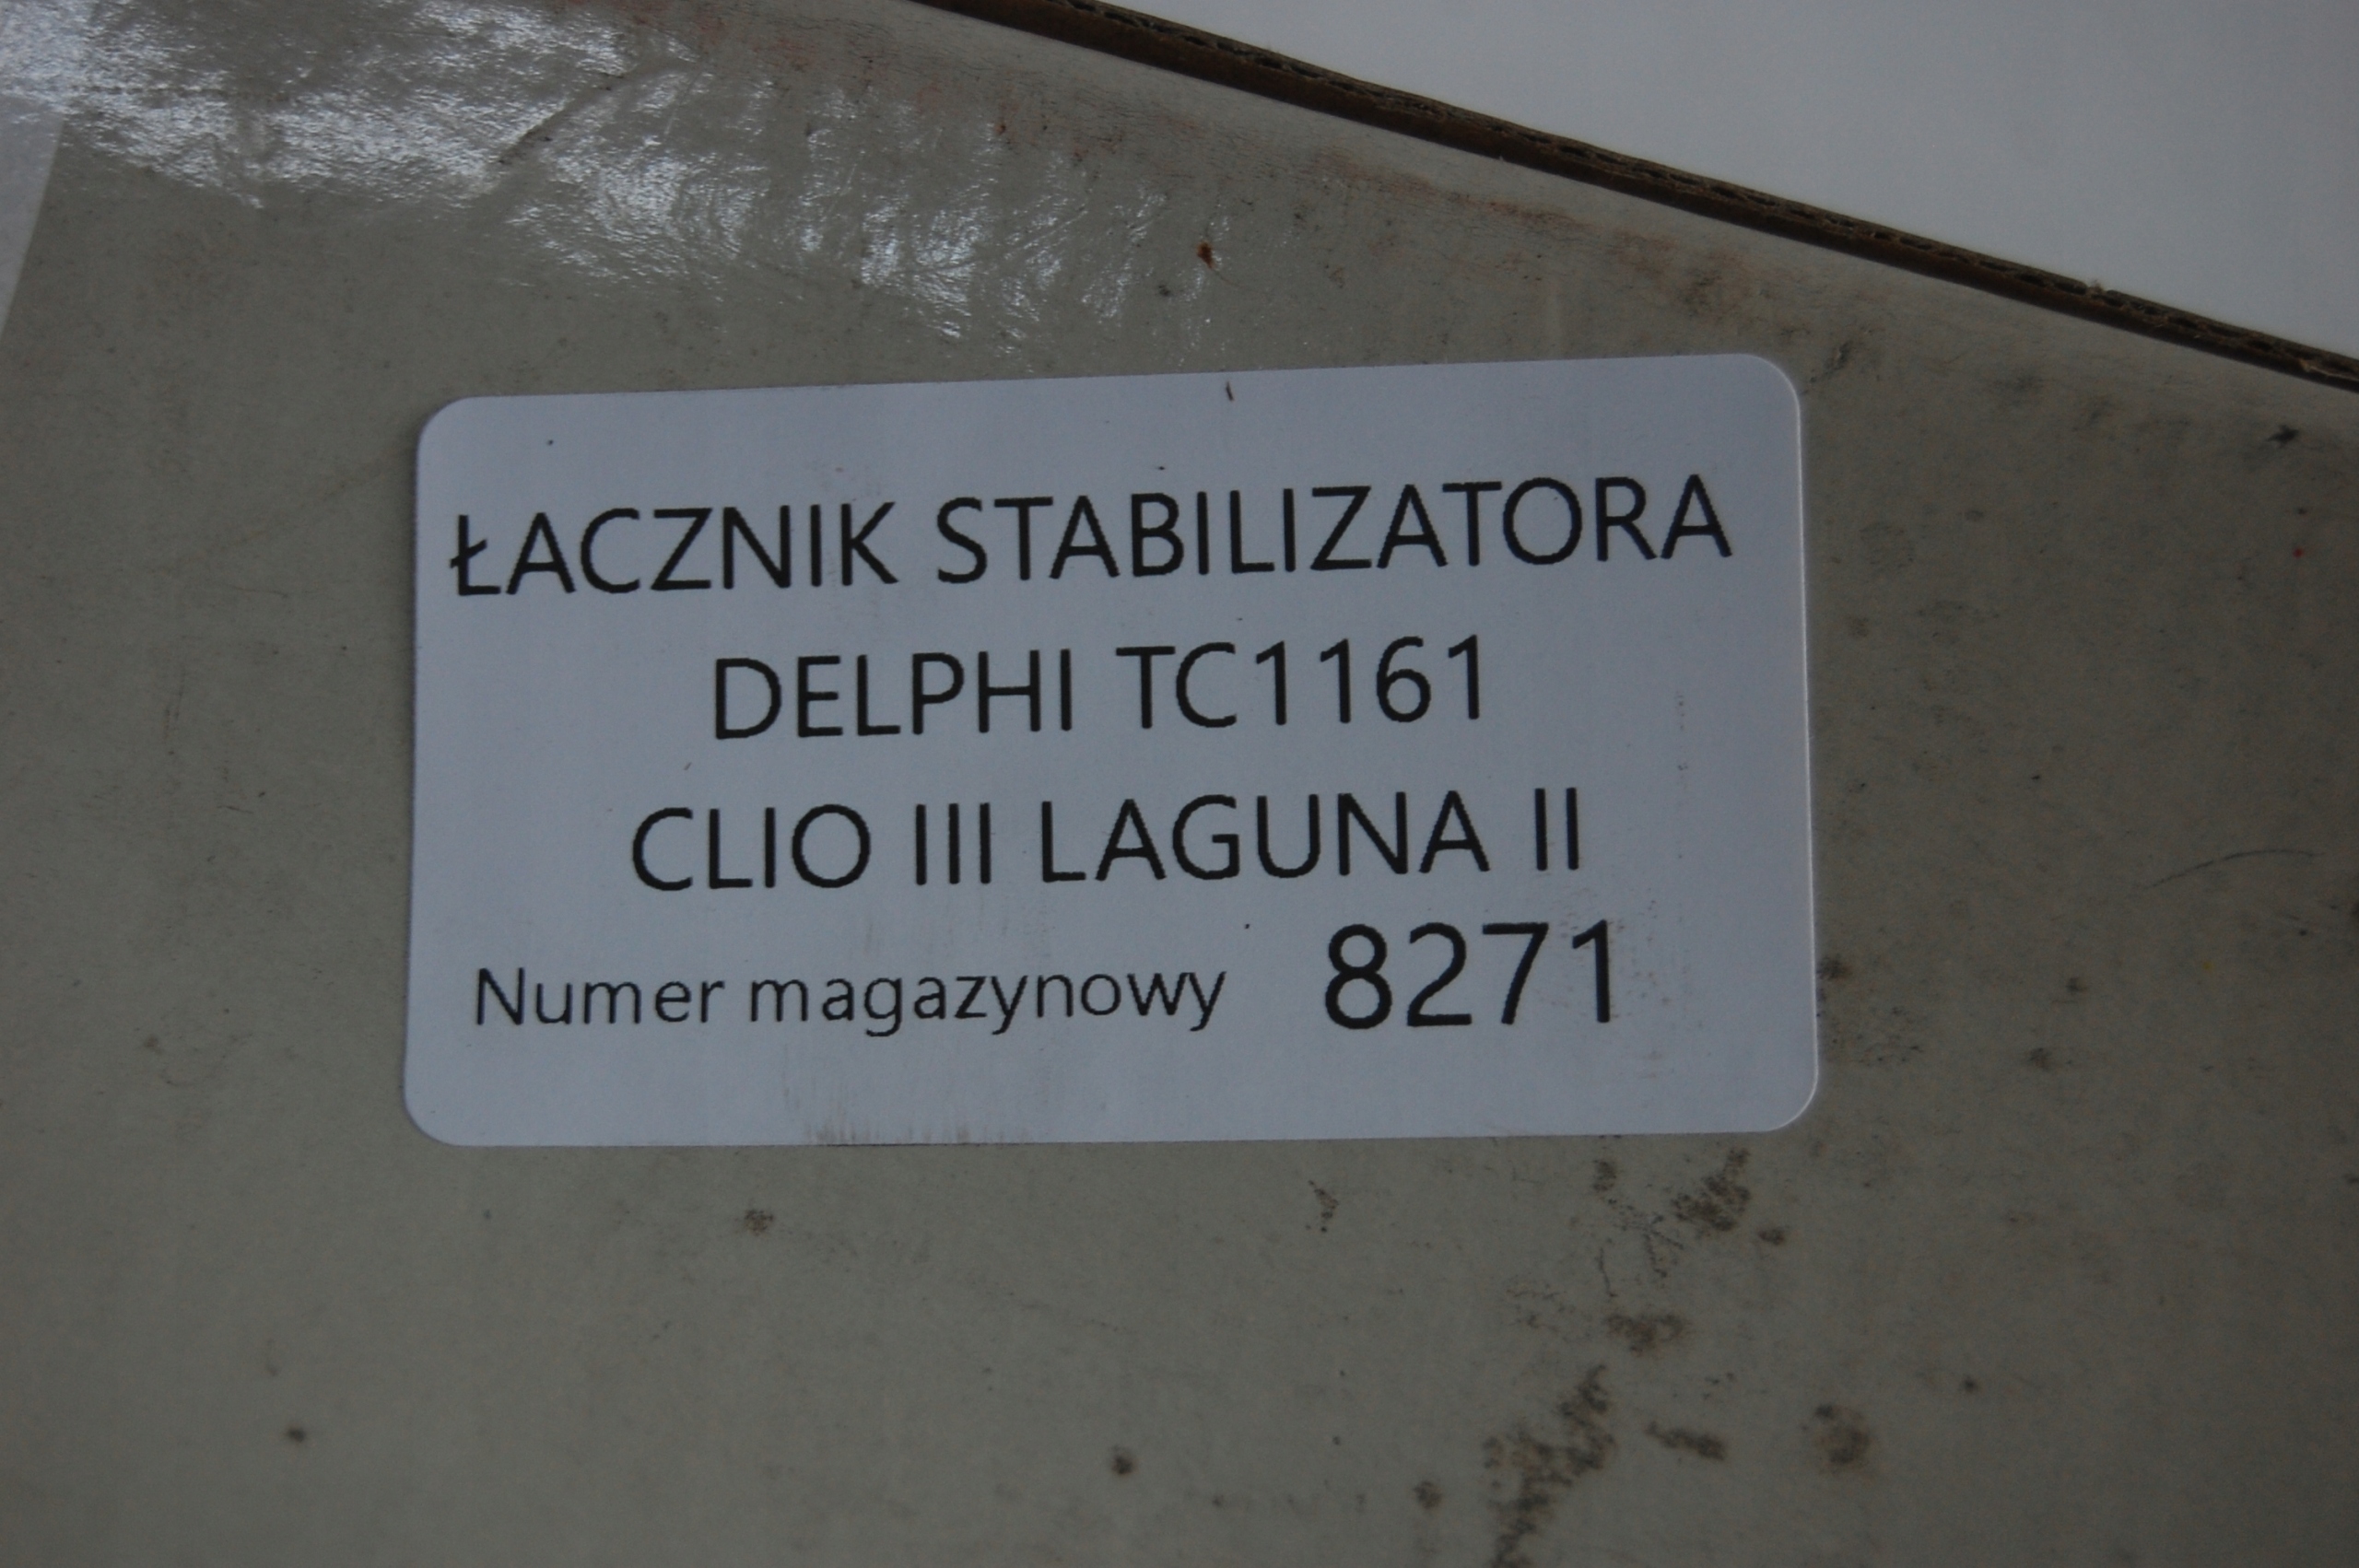 ŁACZNIK STABILIZATORA
DELPHI TC1161
CLIO III LAGUNA II
Numer magazynowy 8271